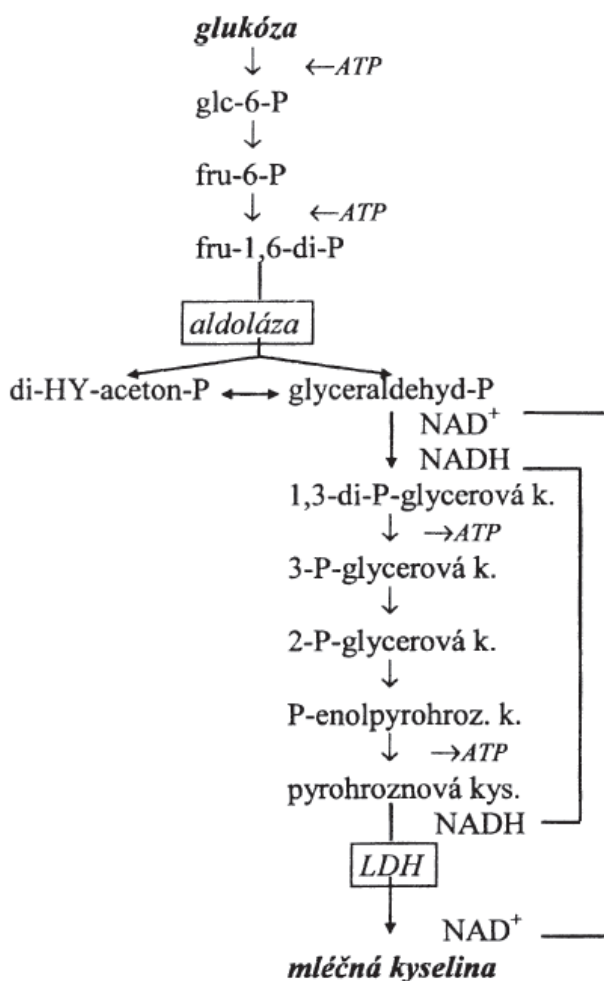 glukóza
↓ ←ATP
glc-6-P
↓
fru-6-P
↓ ←ATP
fru-1,6-di-P
aldoláza
di-HY-aceton-P ↔ glyceraldehyd-P
NAD⁺
NADH
1,3-di-P-glycerová k.
↓ →ATP
3-P-glycerová k.
↓
2-P-glycerová k.
↓
P-enolpyrohroz. k.
↓ →ATP
pyrohroznová kys.
NADH
LDH
NAD⁺
mléčná kyselina